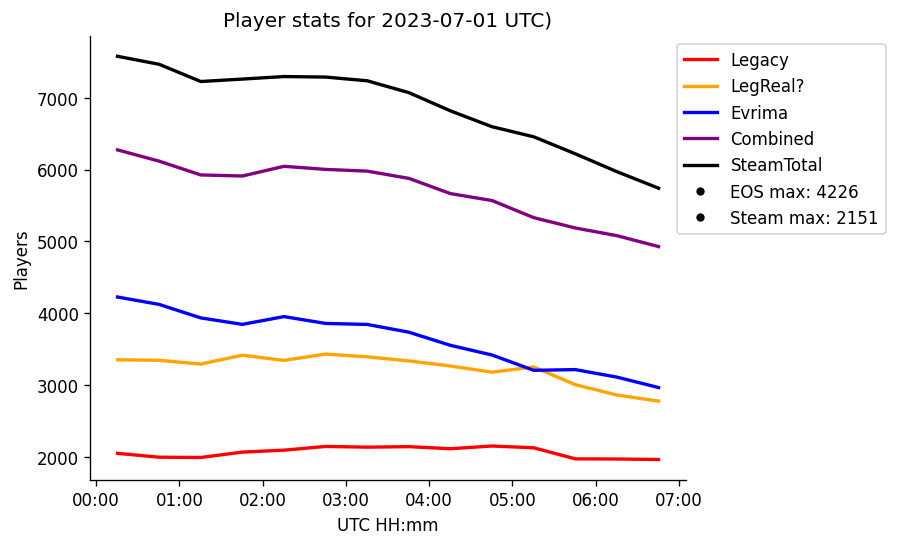 Player stats for 2023-07-01 UTC)
Legacy
LegReal?
Evrima
Combined
SteamTotal
EOS max: 4226
Steam max: 2151
Players
7000
6000
5000
4000
3000
2000
00:00 01:00 02:00 03:00 04:00 05:00 06:00 07:00
UTC HH:mm